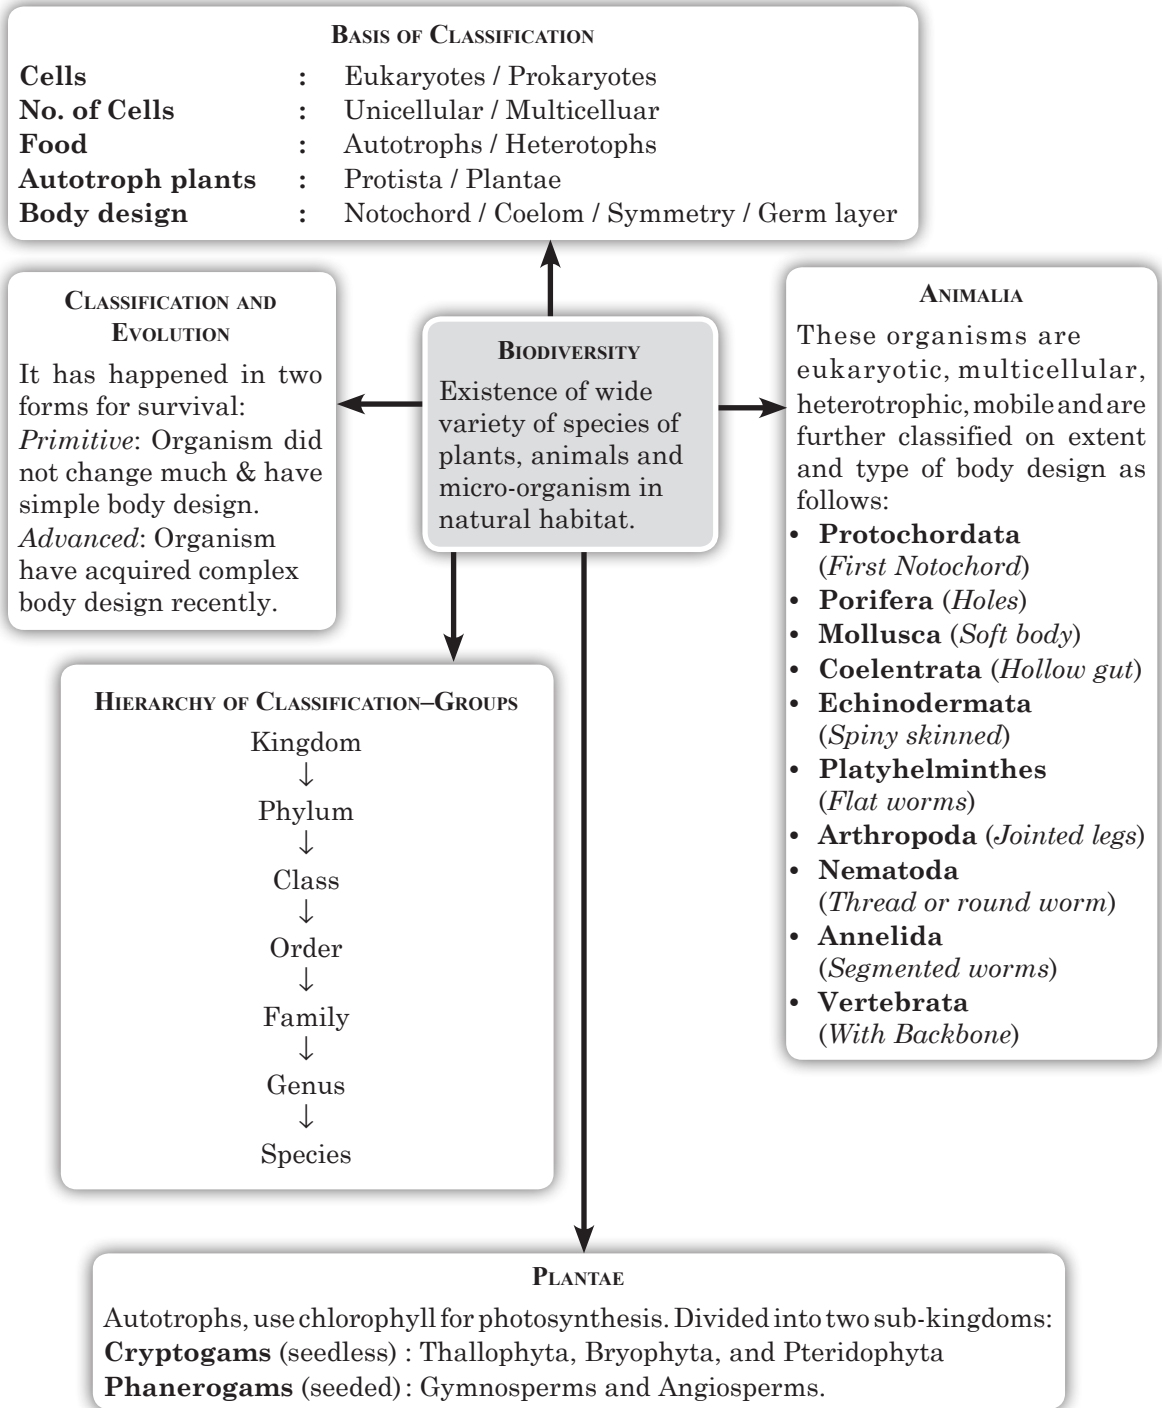 BASIS OF CLASSIFICATION
Cells : Eukaryotes / Prokaryotes
No. of Cells : Unicellular / Multicelluar
Food : Autotrophs / Heterotophs
Autotroph plants : Protista / Plantae
Body design : Notochord / Coelom / Symmetry / Germ layer
CLASSIFICATION AND
EVOLUTION
It has happened in two
forms for survival:
Primitive: Organism did
not change much & have
simple body design.
Advanced: Organism
have acquired complex
body design recently.
BIODIVERSITY
Existence of wide
variety of species of
plants, animals and
micro-organism in
natural habitat.
ANIMALIA
These organisms are
eukaryotic, multicellular,
heterotrophic, mobile and are
further classified on extent
and type of body design as
follows:
• Protochordata
(First Notochord)
• Porifera (Holes)
• Mollusca (Soft body)
• Coelentrata (Hollow gut)
• Echinodermata
(Spiny skinned)
• Platyhelminthes
(Flat worms)
• Arthropoda (Jointed legs)
• Nematoda
(Thread or round worm)
• Annelida
(Segmented worms)
• Vertebrata
(With Backbone)
HIERARCHY OF CLASSIFICATION–GROUPS
Kingdom
↓
Phylum
↓
Class
↓
Order
↓
Family
↓
Genus
↓
Species
PLANTAE
Autotrophs, use chlorophyll for photosynthesis. Divided into two sub-kingdoms:
Cryptogams (seedless) : Thallophyta, Bryophyta, and Pteridophyta
Phanerogams (seeded) : Gymnosperms and Angiosperms.